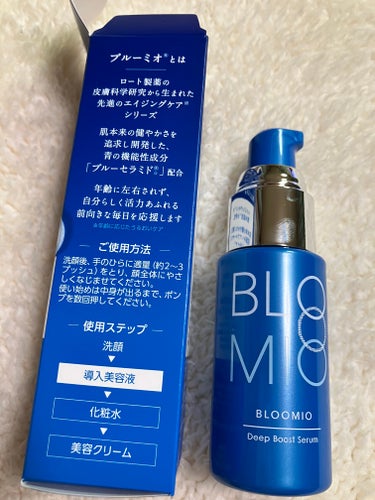 ブルーミオ®とは
ロート製薬の
皮膚科学研究から生まれた
先進のエイジングケア※
シリーズ
肌本来の健やかさを
追求し開発した、
青の機能性成分
「ブルーセラミド®」配合
年齢に左右されず、
自分らしく活力あふれる
前向きな毎日を応援します
※年齢に応じたうるおいケア
ご使用方法
洗顔後、手のひらに適量（約2~3
プッシュ）をとり、顔全体にやさ
しくなじませてください。
使い始めは中身が出るまで、ポン
プを数回押してください。
使用ステップ
洗顔
導入美容液
化粧水
美容クリーム
BLO
MIO
BLOOMIO
Deep Boost Serum